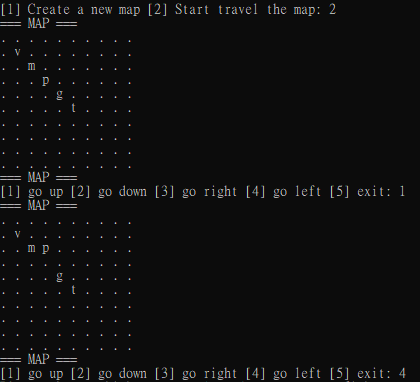 [1] Create a new map [2] Start travel the map: 2
=== MAP ===
. . . . . . . . . .
. v . . . . . . . .
. . m . . . . . . .
. . . p . . . . . .
. . . . g . . . . .
. . . . . t . . . .
. . . . . . . . . .
. . . . . . . . . .
. . . . . . . . . .
. . . . . . . . . .
=== MAP ===
[1] go up [2] go down [3] go right [4] go left [5] exit: 1
=== MAP ===
. . . . . . . . . .
. v . . . . . . . .
. . m p . . . . . .
. . . . . . . . . .
. . . . g . . . . .
. . . . . t . . . .
. . . . . . . . . .
. . . . . . . . . .
. . . . . . . . . .
. . . . . . . . . .
=== MAP ===
[1] go up [2] go down [3] go right [4] go left [5] exit: 4